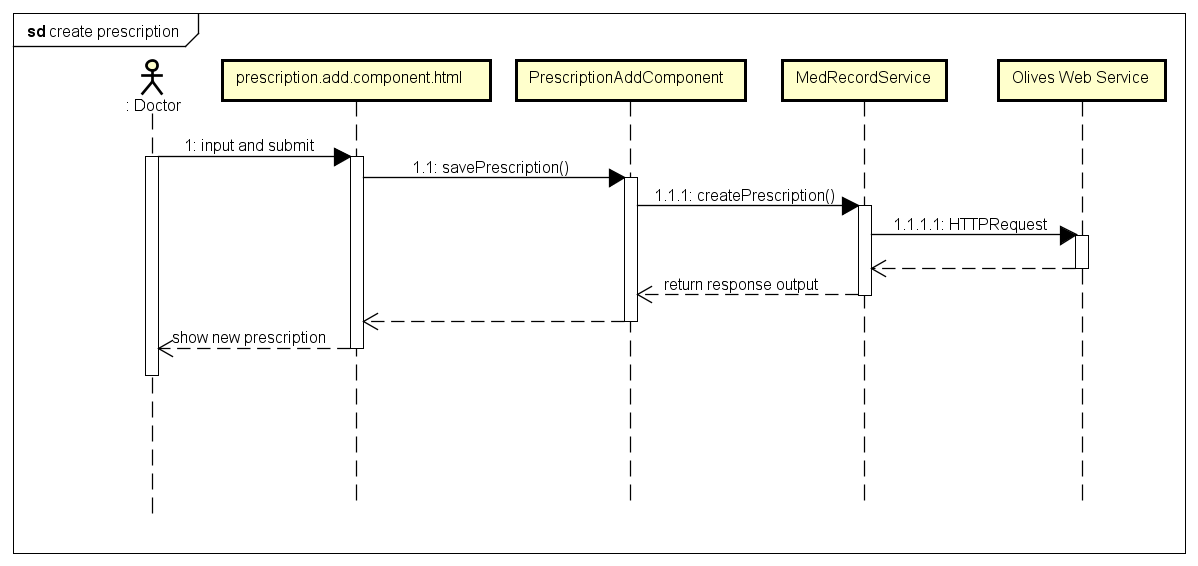 sd create prescription
: Doctor
prescription.add.component.html
PrescriptionAddComponent
MedRecordService
Olives Web Service
1: input and submit
1.1: savePrescription()
1.1.1: createPrescription()
1.1.1.1: HTTPRequest
return response output
show new prescription